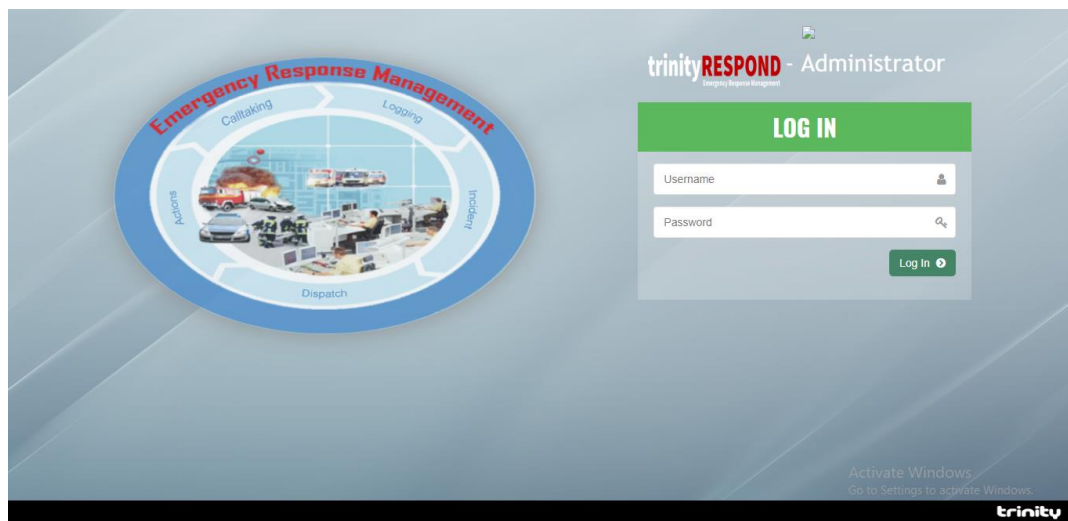 Emergency Response Management
Calltaking
Logging
Incident
Dispatch
Actions
trinityRESPOND - Administrator
Emergency Response Management
LOG IN
Username
Password
Log In
Activate Windows
Go to Settings to activate Windows.
trinity